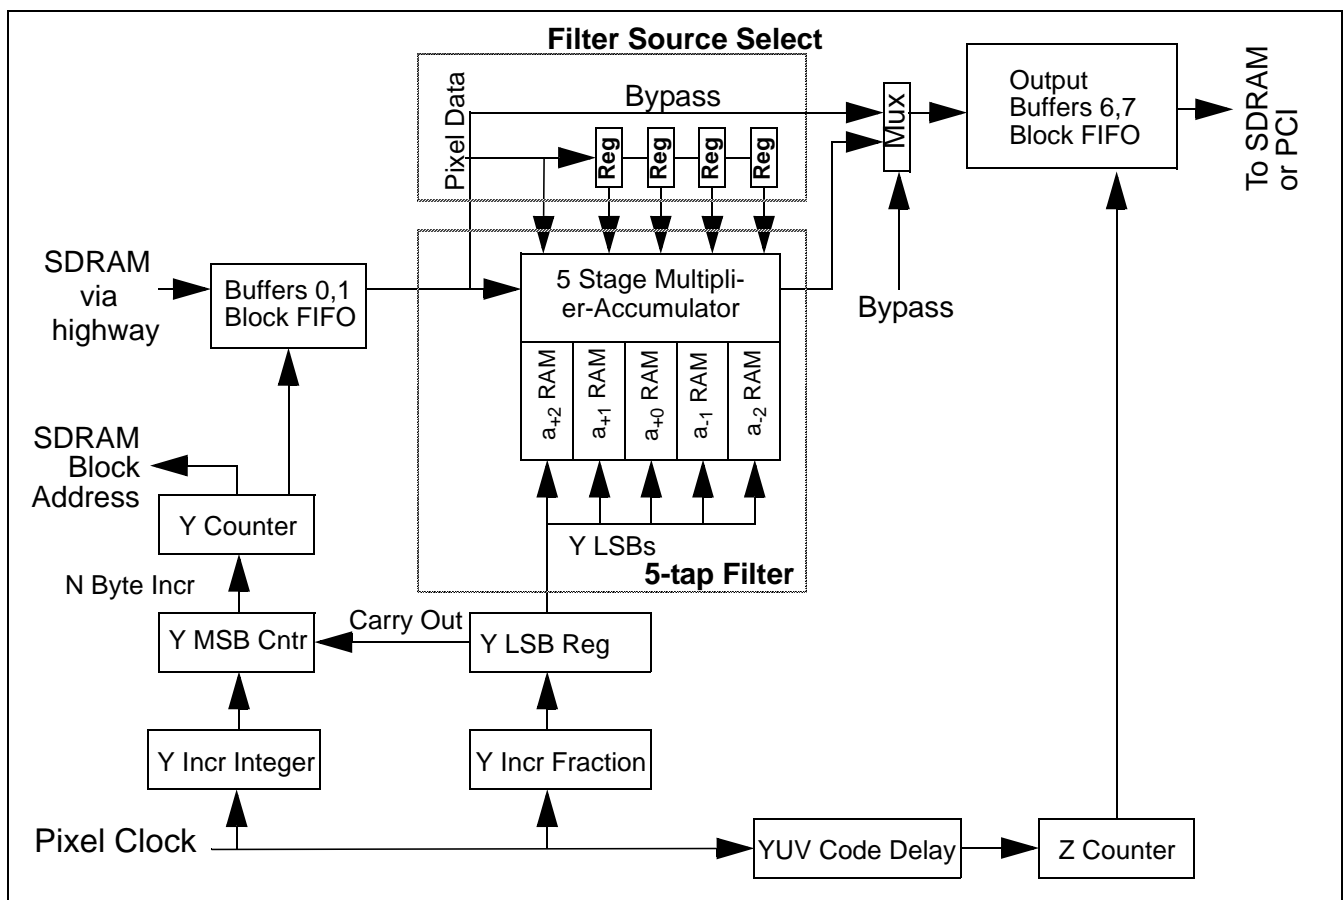 Filter Source Select
Pixel Data
Bypass
Reg
Reg
Reg
Reg
Mux
Output
Buffers 6,7
Block FIFO
To SDRAM
or PCI
SDRAM
via
highway
Buffers 0,1
Block FIFO
5 Stage Multipli-
er-Accumulator
Bypass
a+2 RAM
a+1 RAM
a+0 RAM
a-1 RAM
a-2 RAM
SDRAM
Block
Address
Y Counter
Y LSBs
5-tap Filter
N Byte Incr
Y MSB Cntr
Carry Out
Y LSB Reg
Y Incr Integer
Y Incr Fraction
Pixel Clock
YUV Code Delay
Z Counter